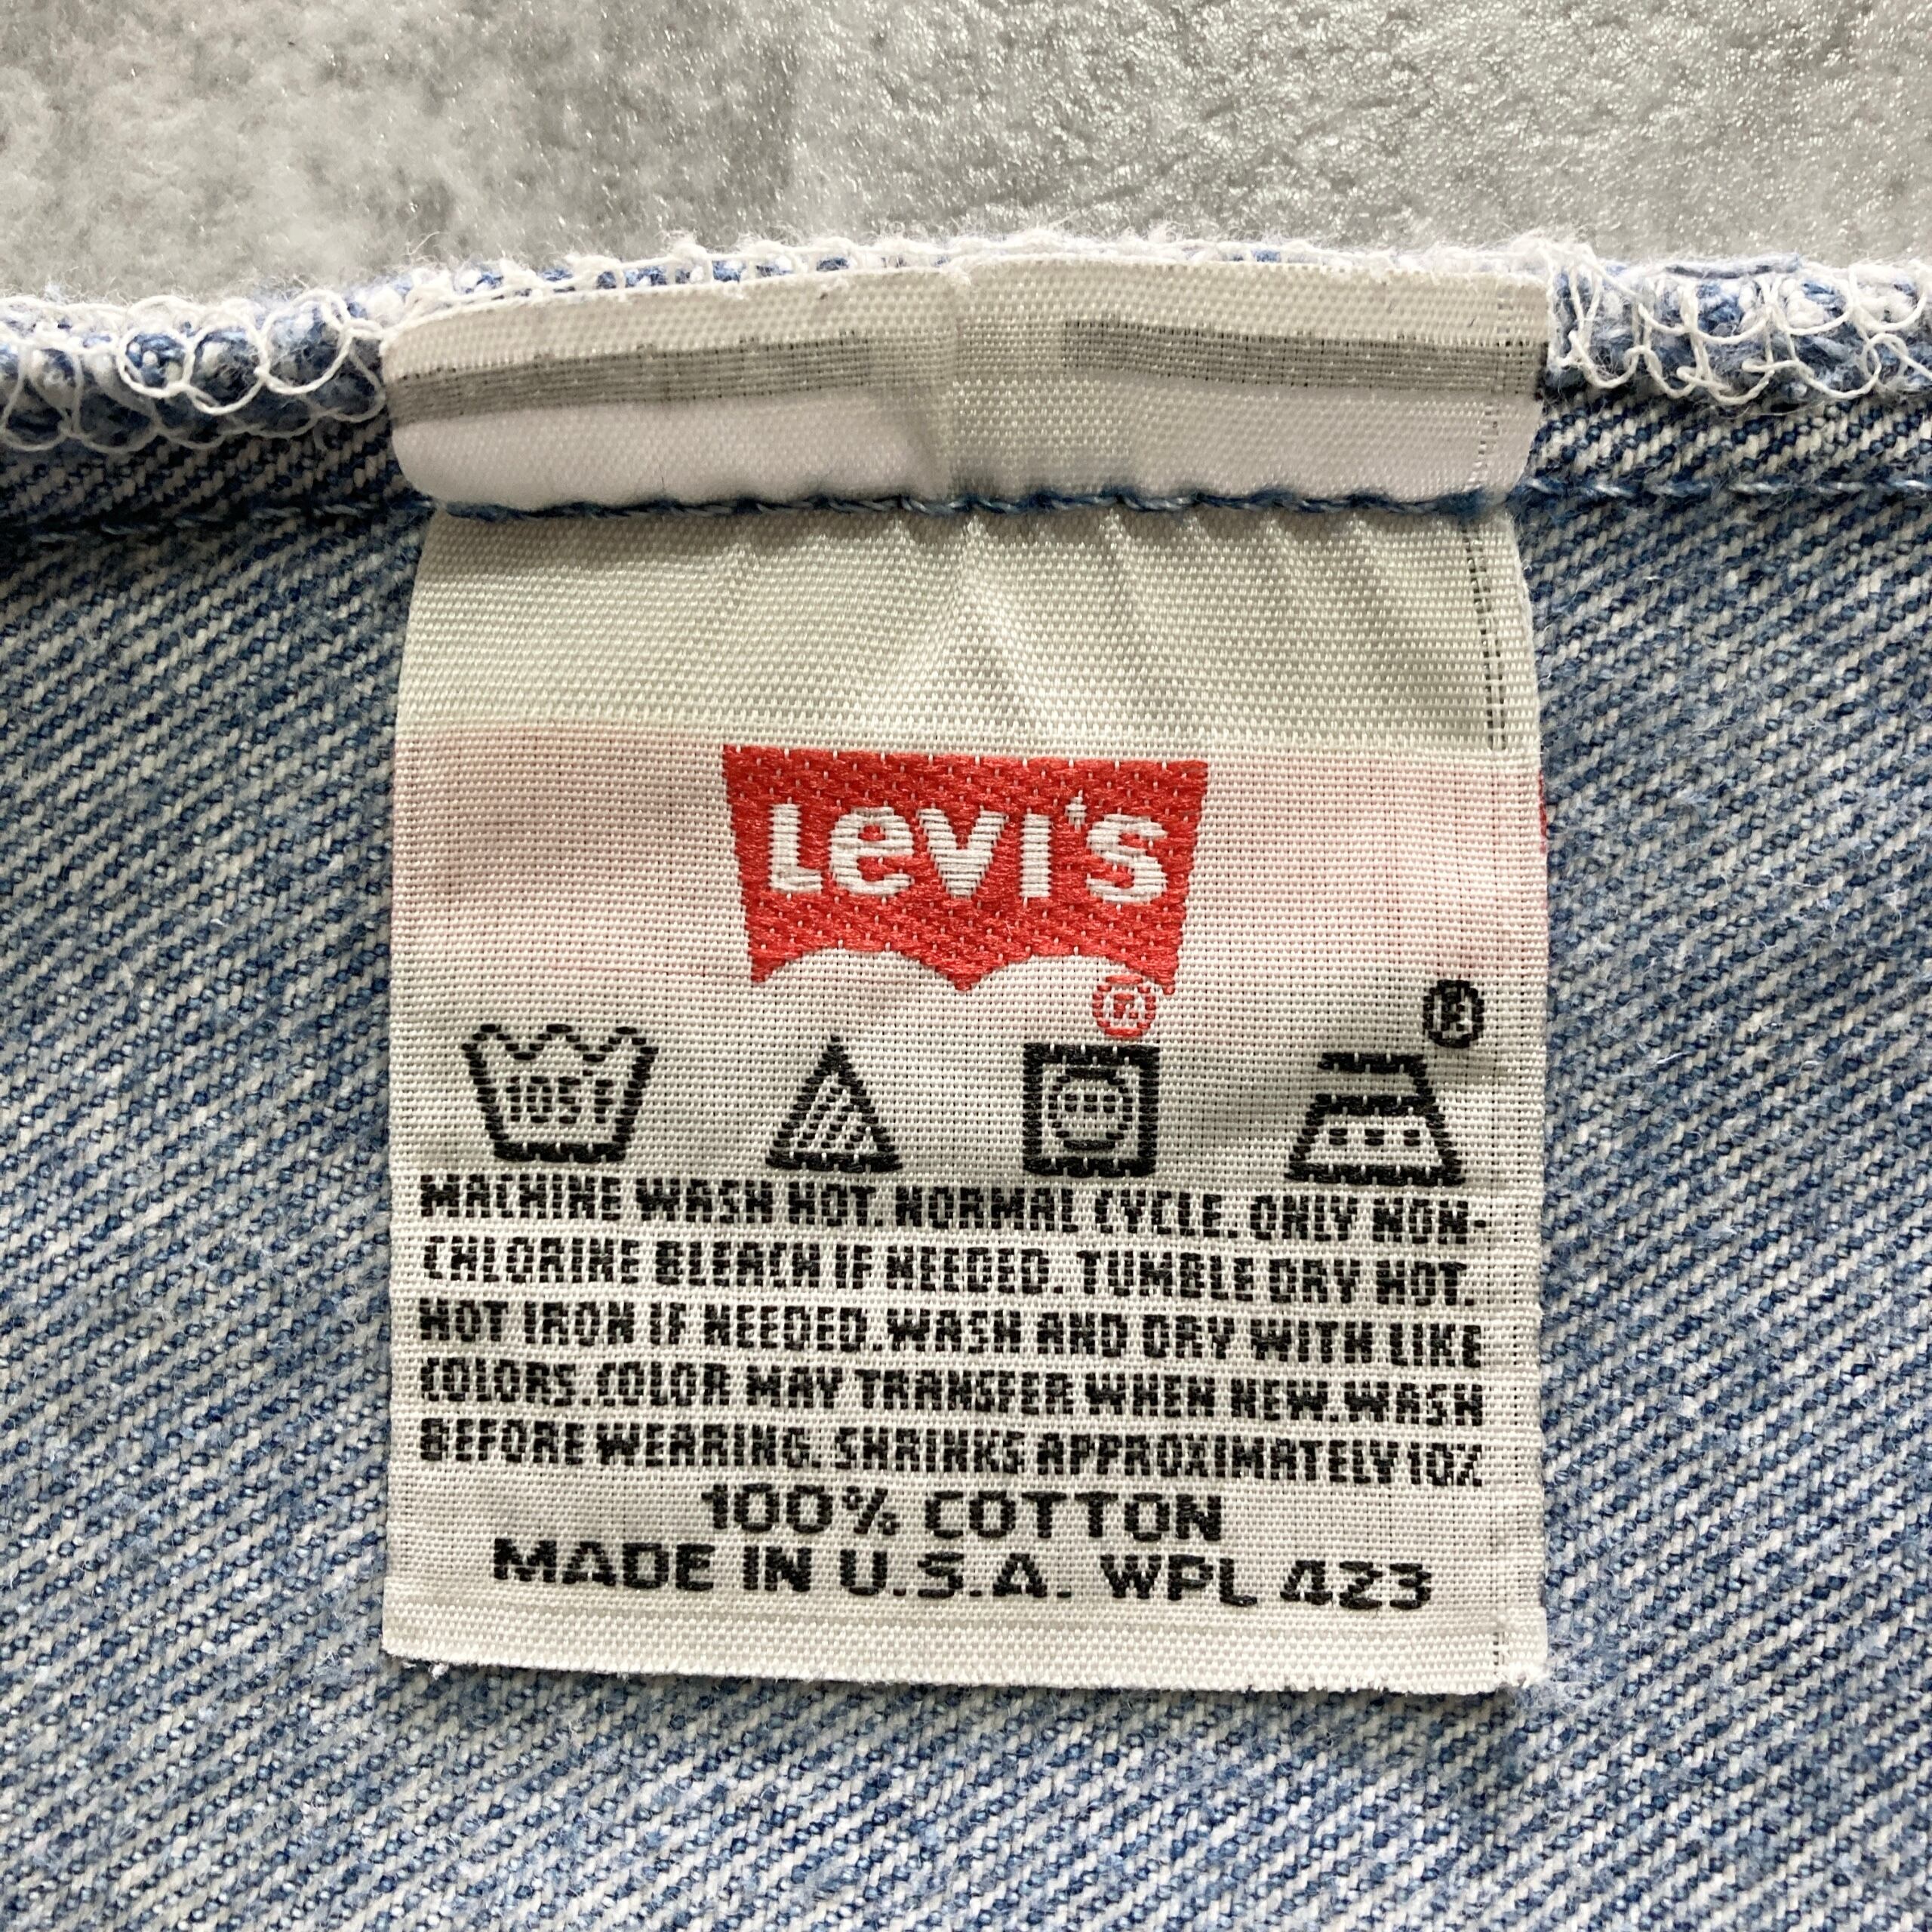 Levi's
®
®
105F
MACHINE WASH HOT. NORMAL CYCLE. ONLY NON-
CHLORINE BLEACH IF NEEDED. TUMBLE DRY HOT.
HOT IRON IF NEEDED. WASH AND DRY WITH LIKE
COLORS. COLOR MAY TRANSFER WHEN NEW. WASH
BEFORE WEARING. SHRINKS APPROXIMATELY 10%
100% COTTON
MADE IN U.S.A. WPL 423